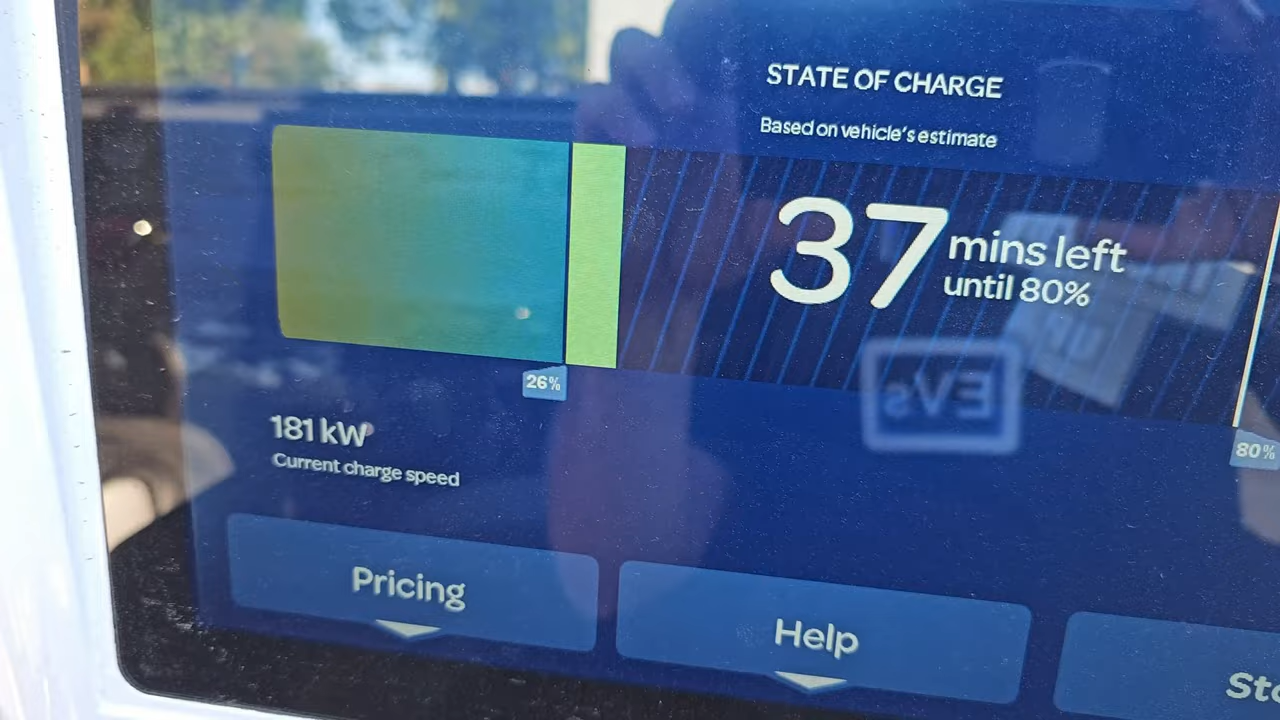 STATE OF CHARGE
Based on vehicle's estimate
37 mins left
until 80%
26%
80%
181 kW
Current charge speed
EVs
Pricing
Help